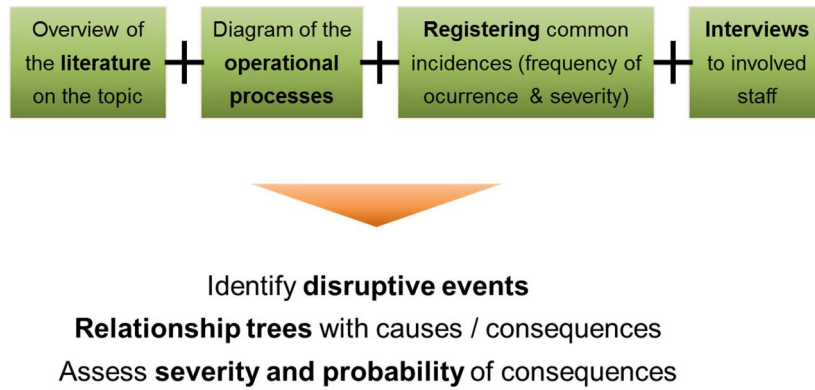 Overview of
the literature
on the topic
+
Diagram of the
operational
processes
+
Registering common
incidences (frequency of
ocurrence & severity)
+
Interviews
to involved
staff
Identify disruptive events
Relationship trees with causes / consequences
Assess severity and probability of consequences